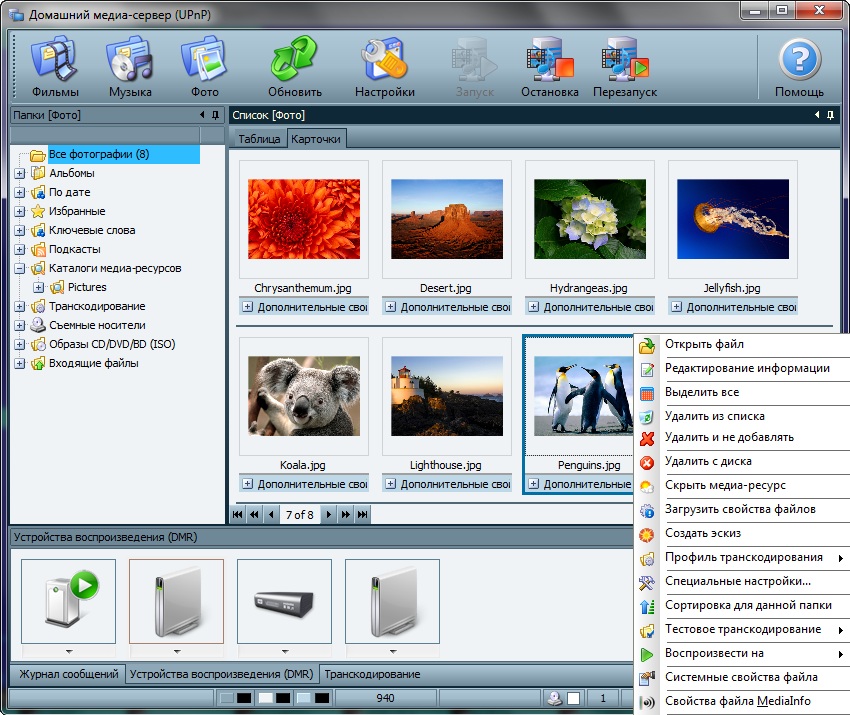 Домашний медиа-сервер (UPnP)
Фильмы
Музыка
Фото
Обновить
Настройки
Запуск
Остановка
Перезапуск
Помощь
Папки [Фото]
Список [Фото]
Таблица
Карточки
Все фотографии (8)
Альбомы
По дате
Избранные
Ключевые слова
Подкасты
Каталоги медиа-ресурсов
Pictures
Транскодирование
Съемные носители
Образы CD/DVD/BD (ISO)
Входящие файлы
Chrysanthemum.jpg
Desert.jpg
Hydrangeas.jpg
Jellyfish.jpg
Дополнительные сво
Дополнительные сво
Дополнительные сво
Дополнительные сво
Koala.jpg
Lighthouse.jpg
Penguins.jpg
Дополнительные сво
Дополнительные сво
Дополнительные
7 of 8
Открыть файл
Редактирование информации
Выделить все
Удалить из списка
Удалить и не добавлять
Удалить с диска
Скрыть медиа-ресурс
Загрузить свойства файлов
Создать эскиз
Профиль транскодирования
Специальные настройки...
Сортировка для данной папки
Тестовое транскодирование
Воспроизвести на
Системные свойства файла
Свойства файла MediaInfo
Устройства воспроизведения (DMR)
Журнал сообщений
Устройства воспроизведения (DMR)
Транскодирование
940
1